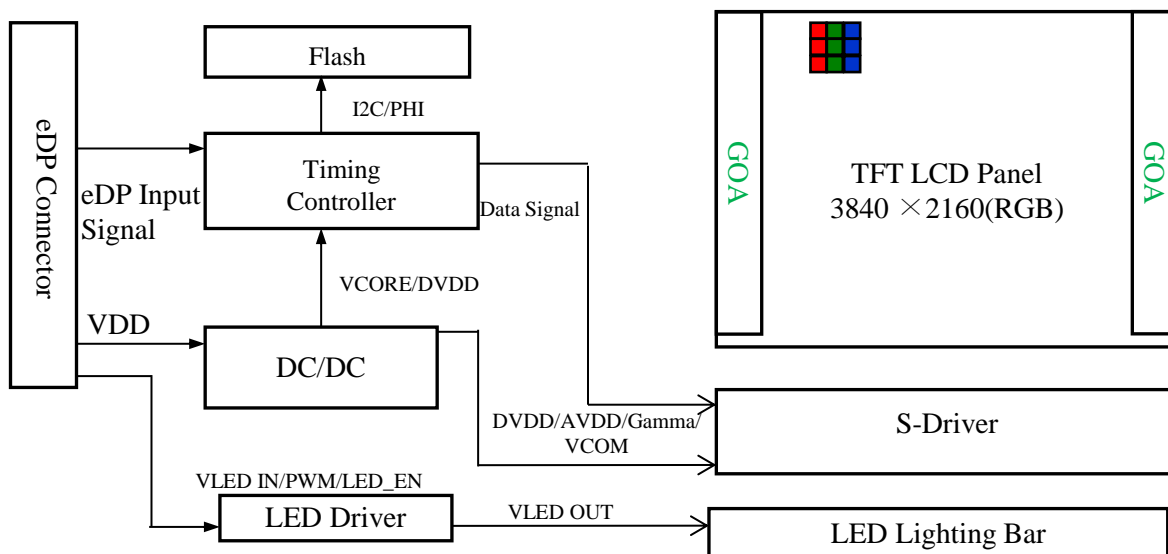 eDP Connector
Flash
I2C/PHI
Timing
Controller
eDP Input
Signal
Data Signal
VCORE/DVDD
VDD
DC/DC
DVDD/AVDD/Gamma/
VCOM
VLED IN/PWM/LED_EN
LED Driver
VLED OUT
GOA
TFT LCD Panel
3840 ×2160(RGB)
GOA
S-Driver
LED Lighting Bar